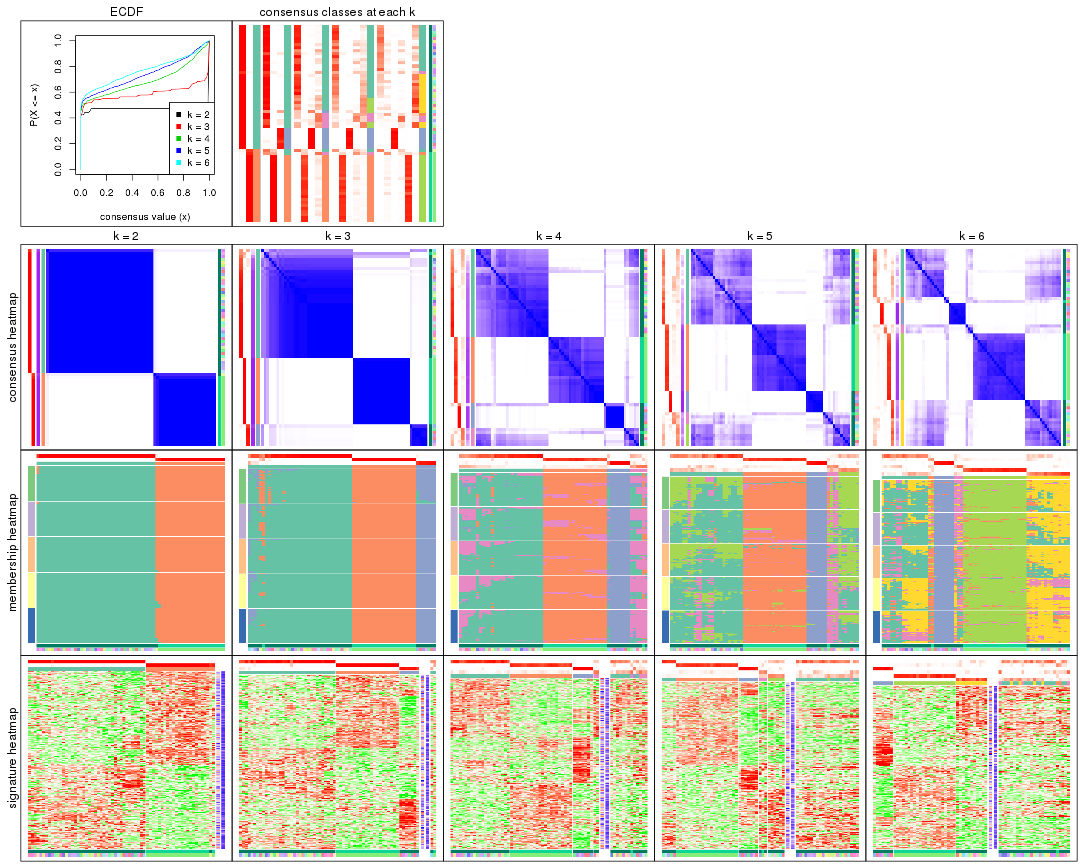 ECDF
consensus classes at each k
P(X <= x)
0.0 0.2 0.4 0.6 0.8 1.0
k = 2
k = 3
k = 4
k = 5
k = 6
0.0 0.2 0.4 0.6 0.8 1.0
consensus value (x)
k = 2
k = 3
k = 4
k = 5
k = 6
consensus heatmap
membership heatmap
signature heatmap